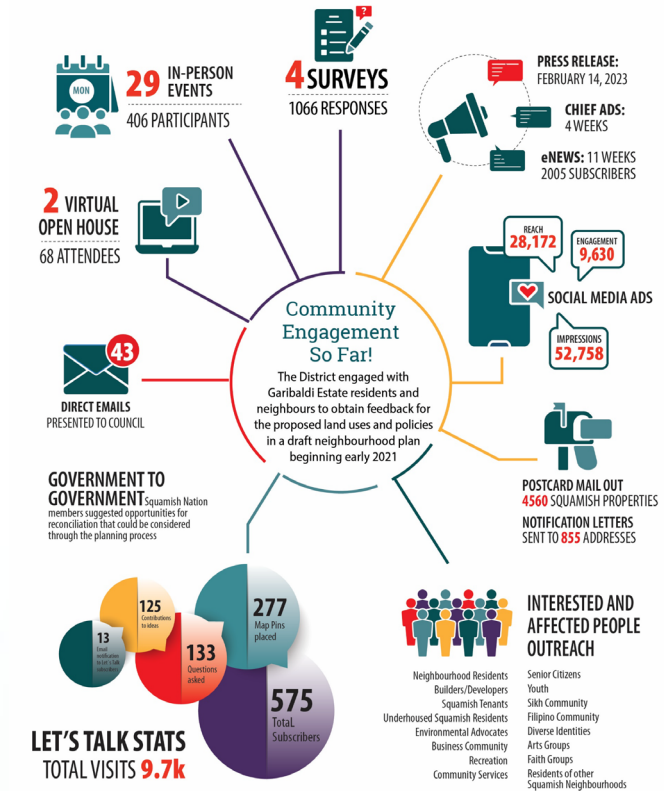 29 IN-PERSON
EVENTS
406 PARTICIPANTS
MON
?
4 SURVEYS
1066 RESPONSES
PRESS RELEASE:
FEBRUARY 14, 2023
CHIEF ADS:
4 WEEKS
eNEWS: 11 WEEKS
2005 SUBSCRIBERS
2 VIRTUAL
OPEN HOUSE
68 ATTENDEES
REACH
28,172
ENGAGEMENT
9,630
SOCIAL MEDIA ADS
IMPRESSIONS
52,758
Community
Engagement
So Far!
The District engaged with
Garibaldi Estate residents and
neighbours to obtain feedback for
the proposed land uses and policies
in a draft neighbourhood plan
beginning early 2021
43
DIRECT EMAILS
PRESENTED TO COUNCIL
POSTCARD MAIL OUT
4560 SQUAMISH PROPERTIES
NOTIFICATION LETTERS
SENT TO 855 ADDRESSES
GOVERNMENT TO
GOVERNMENT Squamish Nation
members suggested opportunities for
reconciliation that could be considered
through the planning process
13
Email
notification
to Let's Talk
subscribers
125
Contributions
to ideas
133
Questions
asked
277
Map Pins
placed
575
TotaL
Subscribers
LET'S TALK STATS
TOTAL VISITS 9.7k
INTERESTED AND
AFFECTED PEOPLE
OUTREACH
Neighbourhood Residents
Builders/Developers
Squamish Tenants
Underhoused Squamish Residents
Environmental Advocates
Business Community
Recreation
Community Services
Senior Citizens
Youth
Sikh Community
Filipino Community
Diverse Identities
Arts Groups
Faith Groups
Residents of other
Squamish Neighbourhoods